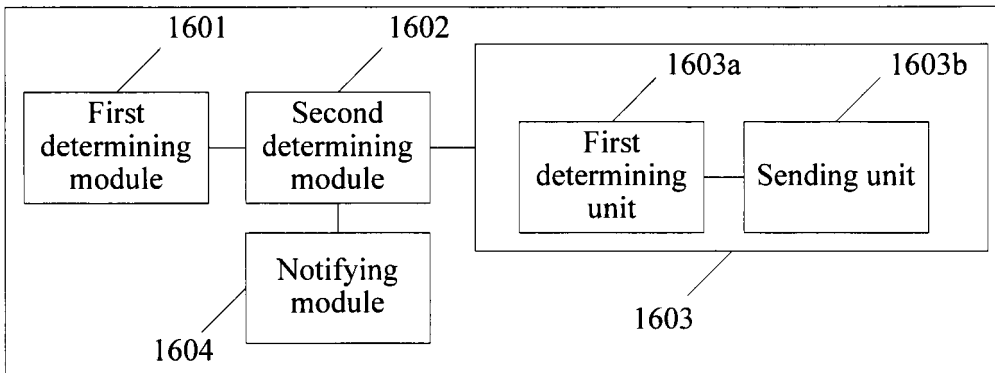 1601
1602
1603a
1603b
First
determining
module
Second
determining
module
First
determining
unit
Sending unit
Notifying
module
1604
1603